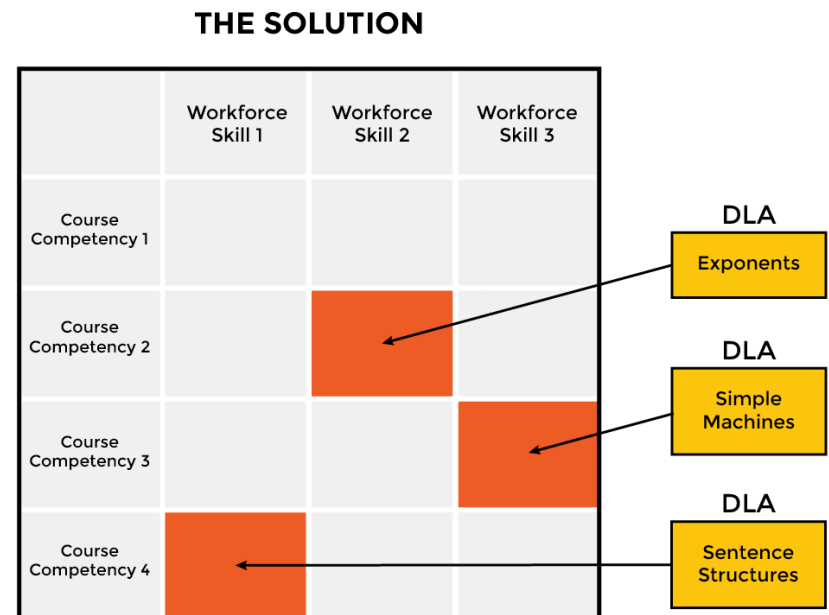 THE SOLUTION
Workforce
Skill 1
Workforce
Skill 2
Workforce
Skill 3
Course
Competency 1
Course
Competency 2
Course
Competency 3
Course
Competency 4
DLA
Exponents
DLA
Simple
Machines
DLA
Sentence
Structures